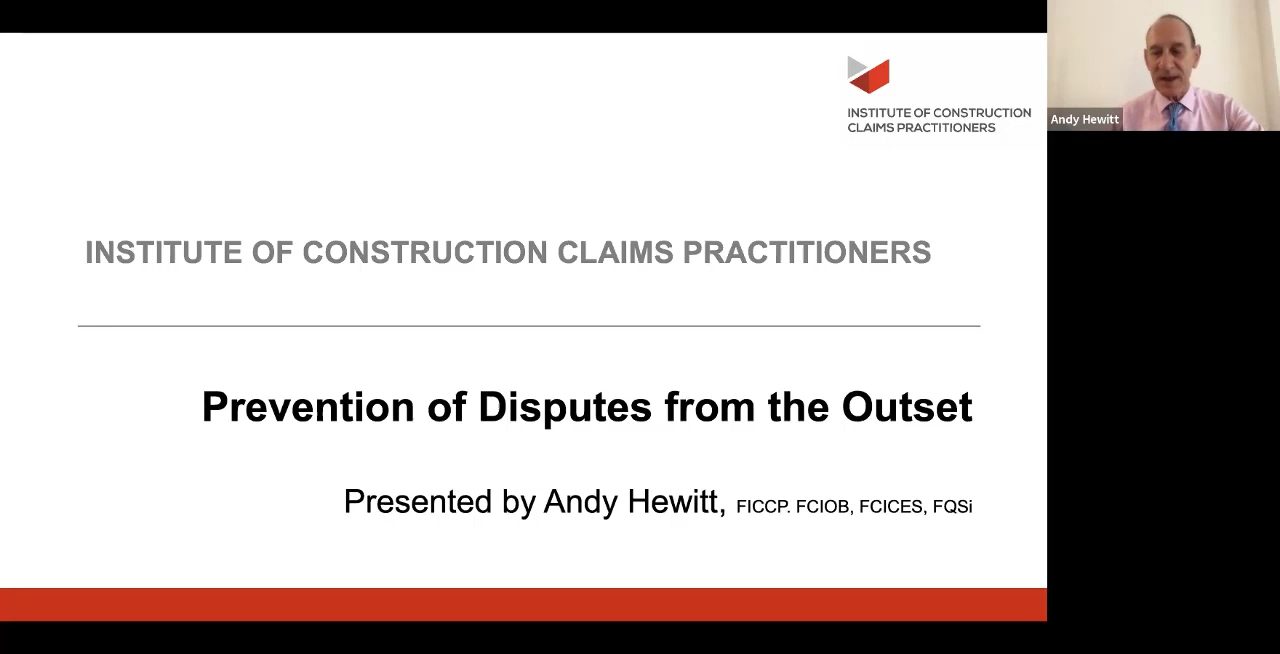 INSTITUTE OF CONSTRUCTION
CLAIMS PRACTITIONERS
Andy Hewitt
INSTITUTE OF CONSTRUCTION CLAIMS PRACTITIONERS
Prevention of Disputes from the Outset
Presented by Andy Hewitt, FICCP. FCIOB, FCICES, FQSi